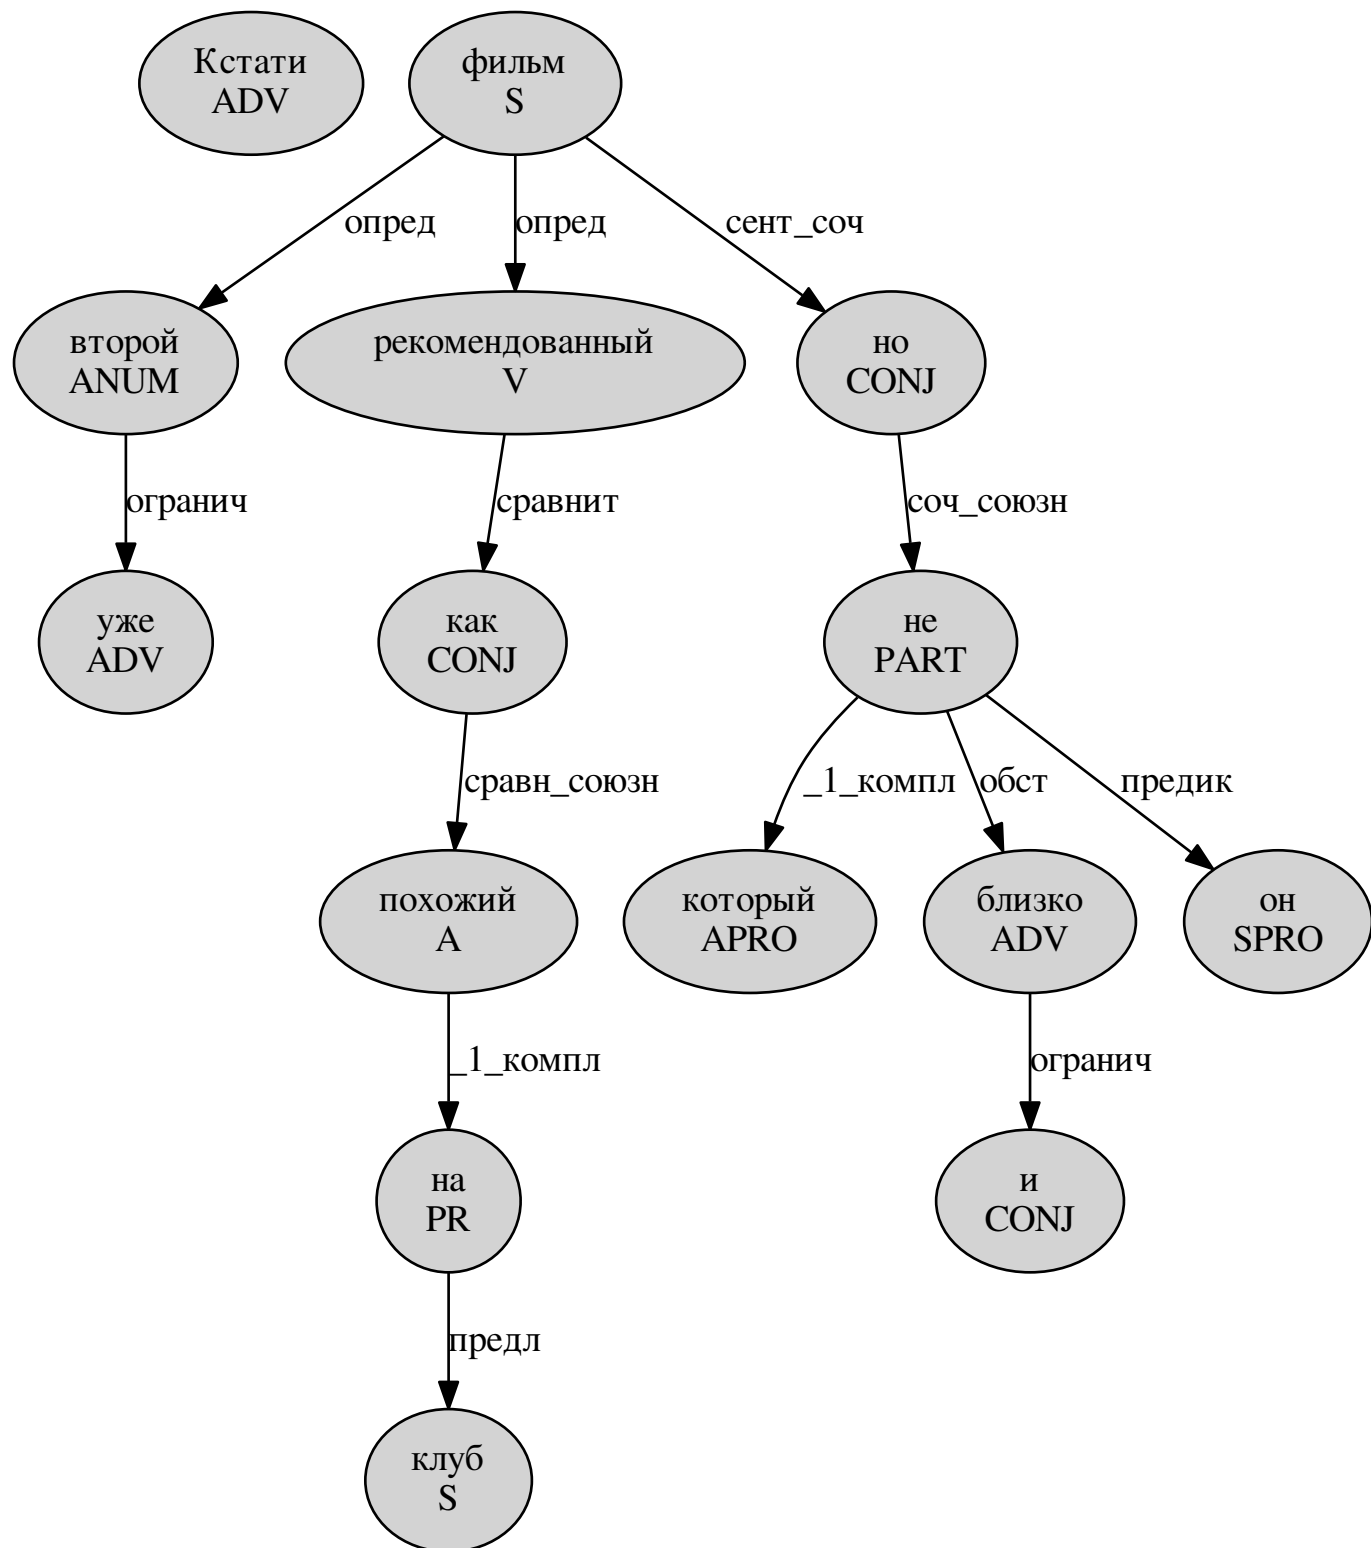 Кстати
ADV
фильм
S
опред
опред
сент_соч
второй
ANUM
рекомендованный
V
но
CONJ
огранич
сравнит
соч_союзн
уже
ADV
как
CONJ
не
PART
сравн_союзн
_1_компл
обст
предик
похожий
A
который
APRO
близко
ADV
он
SPRO
_1_компл
огранич
на
PR
и
CONJ
предл
клуб
S